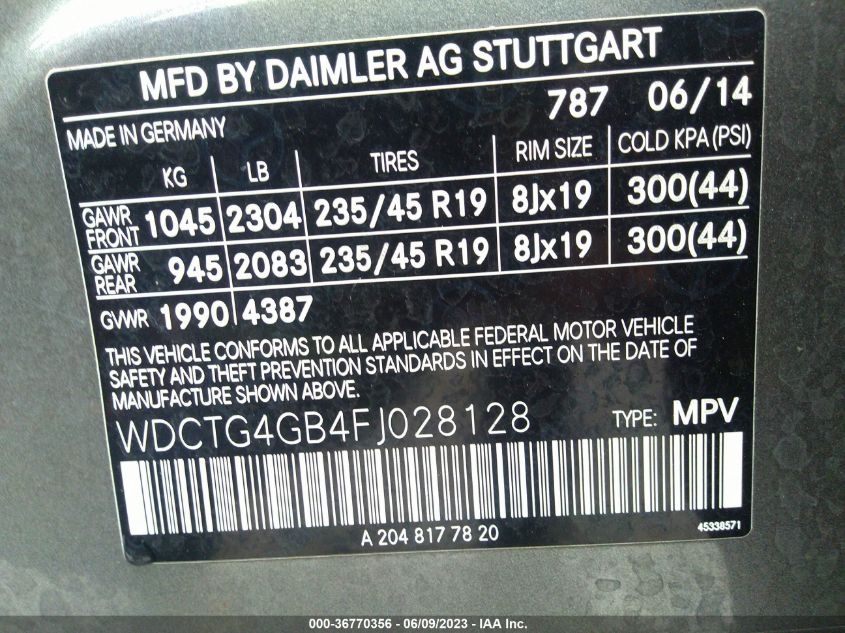 MFD BY DAIMLER AG STUTTGART
787 06/14
MADE IN GERMANY
KG LB TIRES RIM SIZE COLD KPA (PSI)
GAWR FRONT 1045 2304 235/45 R19 8Jx19 300(44)
GAWR REAR 945 2083 235/45 R19 8Jx19 300(44)
GVWR 1990 4387
THIS VEHICLE CONFORMS TO ALL APPLICABLE FEDERAL MOTOR VEHICLE
SAFETY AND THEFT PREVENTION STANDARDS IN EFFECT ON THE DATE OF
MANUFACTURE SHOWN ABOVE.
WDCTG4GB4FJ028128 TYPE: MPV
A 204 817 78 20 45338571
000-36770356 - 06/09/2023 - IAA Inc.